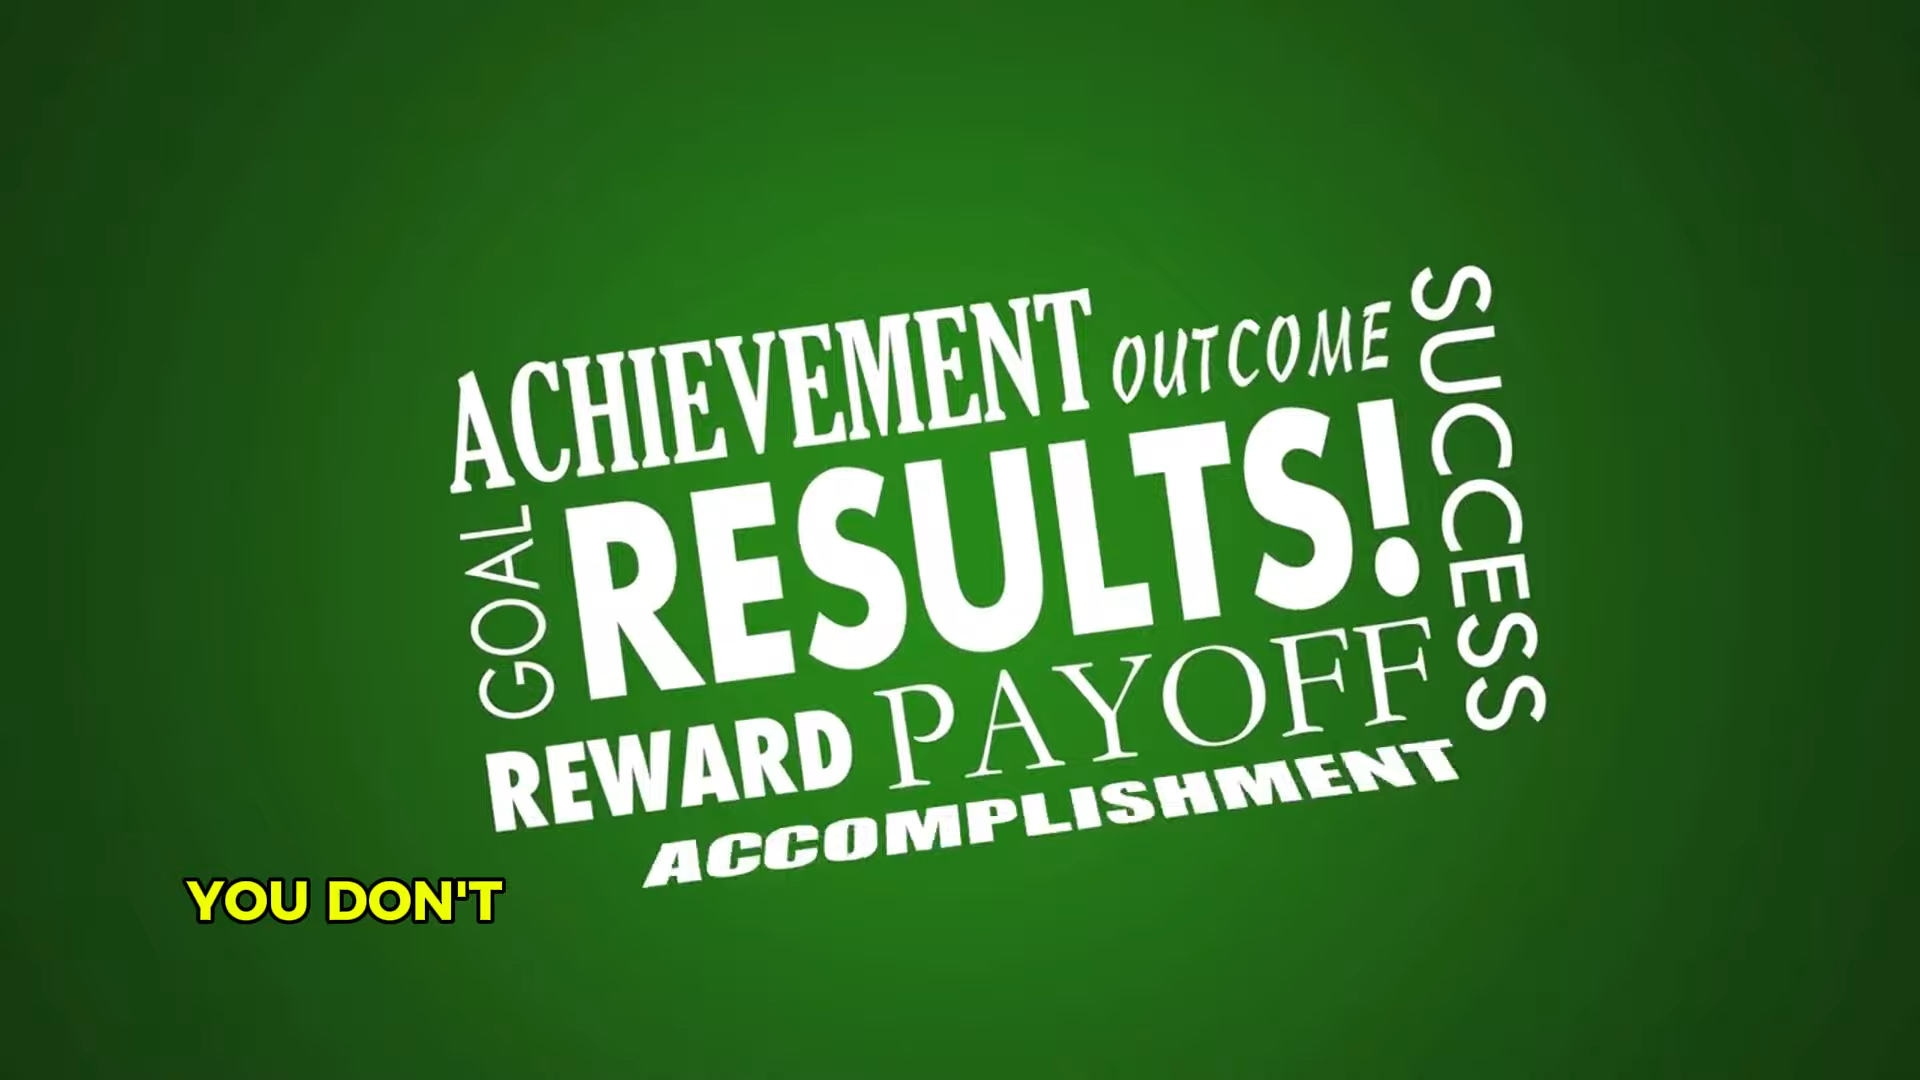 ACHIEVEMENT OUTCOME
SUCCESS
GOAL
RESULTS!
REWARD PAYOFF
ACCOMPLISHMENT
YOU DON'T